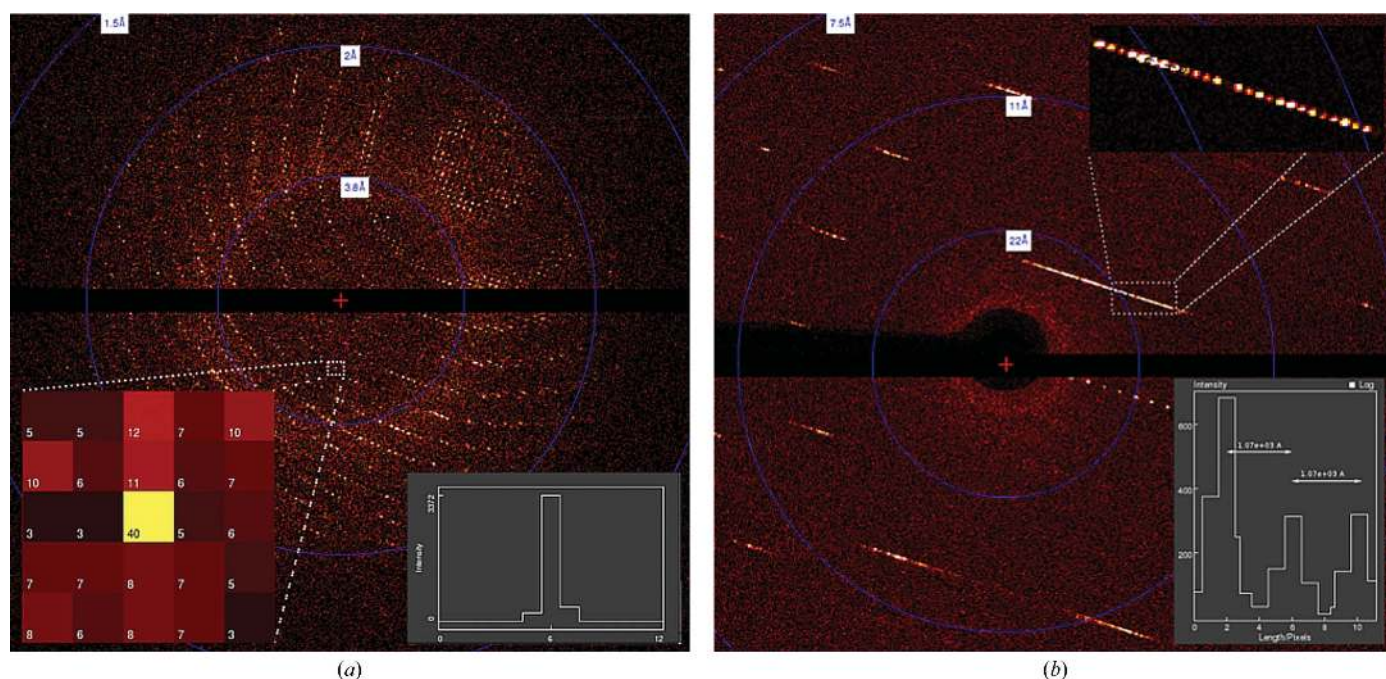 1.5Å
2Å
3.8Å
5 5 12 7 10
10 6 11 6 7
3 3 40 5 6
7 7 8 7 5
8 6 8 7 3
3372
Intensity
0
0 6 12
(a)
7.5Å
11Å
22Å
Intensity Log
600
1.07e+03 A
1.07e+03 A
400
200
0 2 4 6 8 10
Length/Pixels
(b)